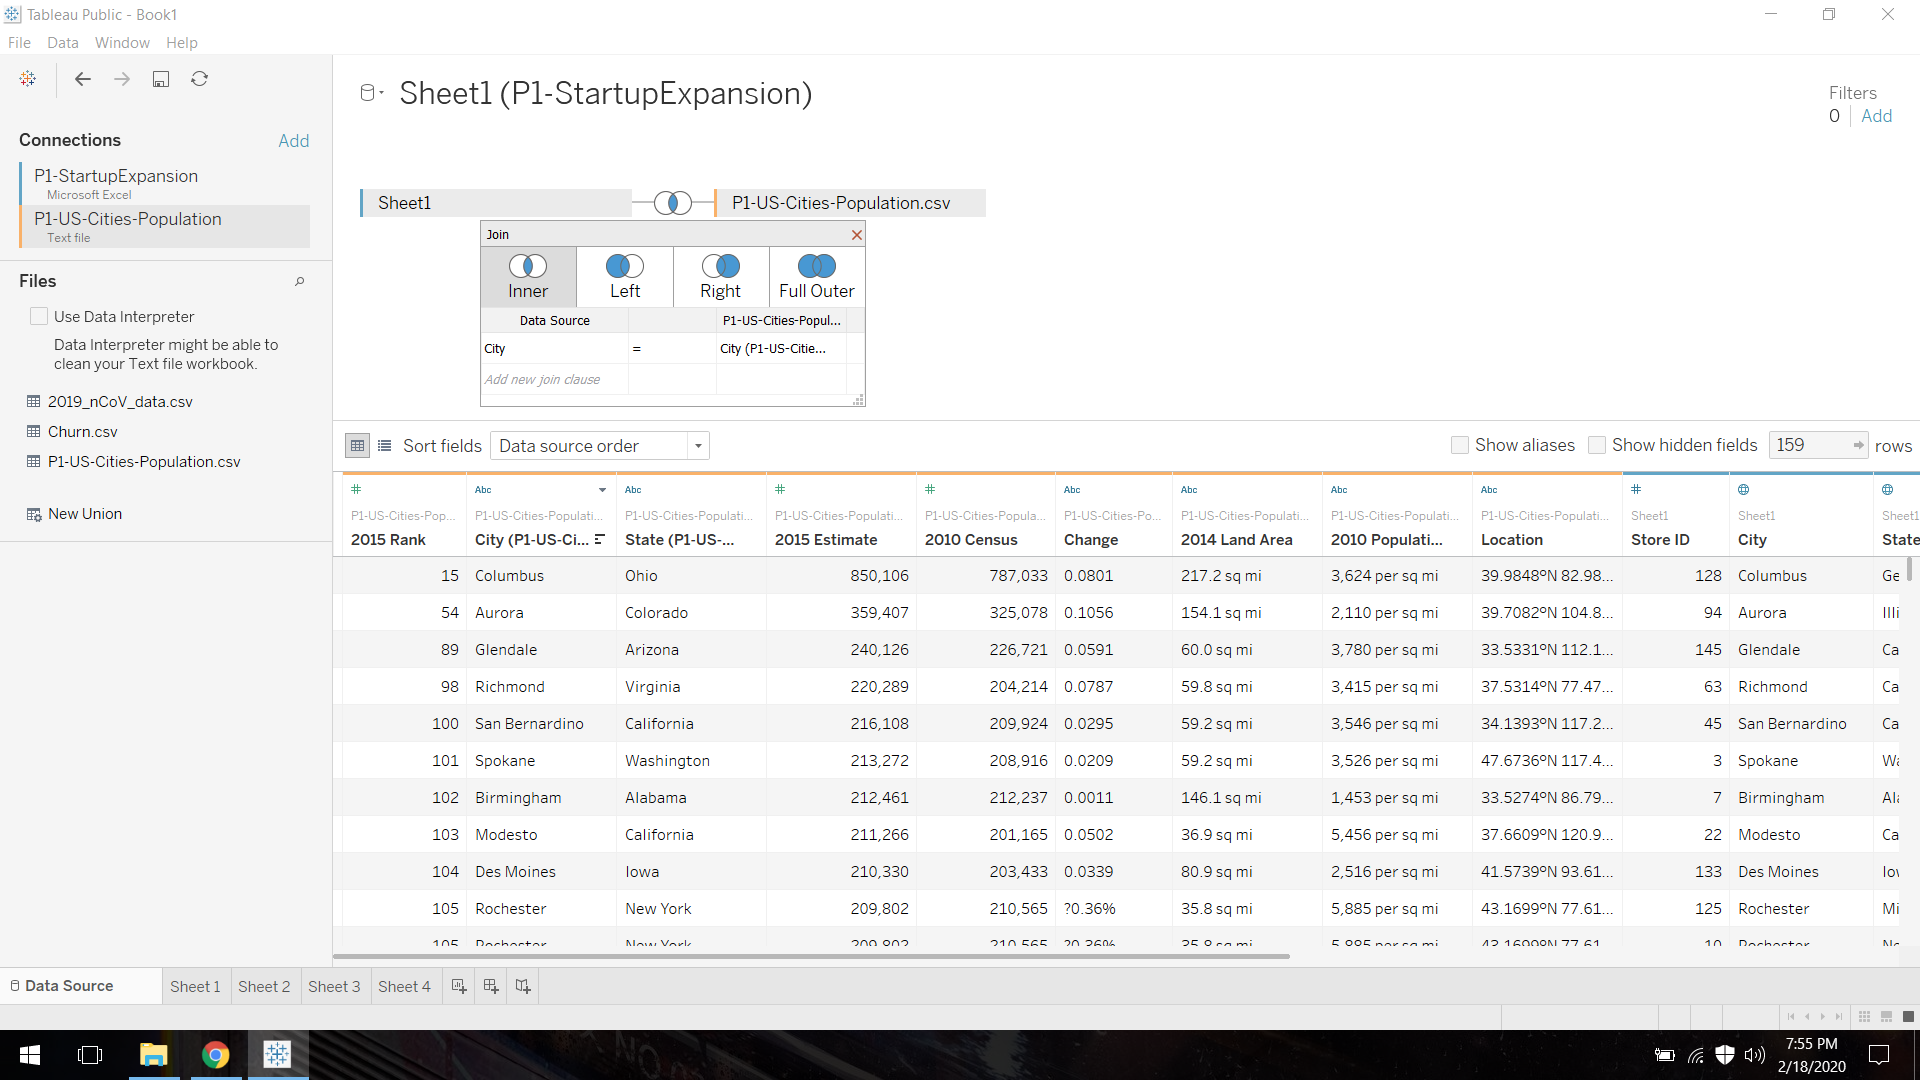 Tableau Public - Book1
File Data Window Help
Connections Add
P1-StartupExpansion
Microsoft Excel
P1-US-Cities-Population
Text file
Files
Use Data Interpreter
Data Interpreter might be able to
clean your Text file workbook.
2019_nCoV_data.csv
Churn.csv
P1-US-Cities-Population.csv
New Union
Sheet1 (P1-StartupExpansion)
Filters
0 Add
Sheet1 P1-US-Cities-Population.csv
Join
Inner Left Right Full Outer
Data Source P1-US-Cities-Popul...
City = City (P1-US-Citie...
Add new join clause
Sort fields Data source order Show aliases Show hidden fields 159 rows
# Abc Abc # # Abc Abc Abc Abc #
P1-US-Cities-Pop... P1-US-Cities-Populati... P1-US-Cities-Populati... P1-US-Cities-Populati... P1-US-Cities-Popula... P1-US-Cities-Po... P1-US-Cities-Populati... P1-US-Cities-Populati... P1-US-Cities-Populati... Sheet1 Sheet1 Sheet1
2015 Rank City (P1-US-Ci... State (P1-US-... 2015 Estimate 2010 Census Change 2014 Land Area 2010 Populati... Location Store ID City State
15 Columbus Ohio 850,106 787,033 0.0801 217.2 sq mi 3,624 per sq mi 39.9848°N 82.98... 128 Columbus Ge
54 Aurora Colorado 359,407 325,078 0.1056 154.1 sq mi 2,110 per sq mi 39.7082°N 104.8... 94 Aurora Illi
89 Glendale Arizona 240,126 226,721 0.0591 60.0 sq mi 3,780 per sq mi 33.5331°N 112.1... 145 Glendale Ca
98 Richmond Virginia 220,289 204,214 0.0787 59.8 sq mi 3,415 per sq mi 37.5314°N 77.47... 63 Richmond Ca
100 San Bernardino California 216,108 209,924 0.0295 59.2 sq mi 3,546 per sq mi 34.1393°N 117.2... 45 San Bernardino Ca
101 Spokane Washington 213,272 208,916 0.0209 59.2 sq mi 3,526 per sq mi 47.6736°N 117.4... 3 Spokane Wa
102 Birmingham Alabama 212,461 212,237 0.0011 146.1 sq mi 1,453 per sq mi 33.5274°N 86.79... 7 Birmingham Ala
103 Modesto California 211,266 201,165 0.0502 36.9 sq mi 5,456 per sq mi 37.6609°N 120.9... 22 Modesto Ca
104 Des Moines Iowa 210,330 203,433 0.0339 80.9 sq mi 2,516 per sq mi 41.5739°N 93.61... 133 Des Moines Iow
105 Rochester New York 209,802 210,565 ?0.36% 35.8 sq mi 5,885 per sq mi 43.1699°N 77.61... 125 Rochester Mi
105 Rochester New York 209,802 210,565 ?0.36% 35.8 sq mi 5,885 per sq mi 43.1699°N 77.61... 10 Rochester Ne
Data Source Sheet 1 Sheet 2 Sheet 3 Sheet 4
7:55 PM
2/18/2020